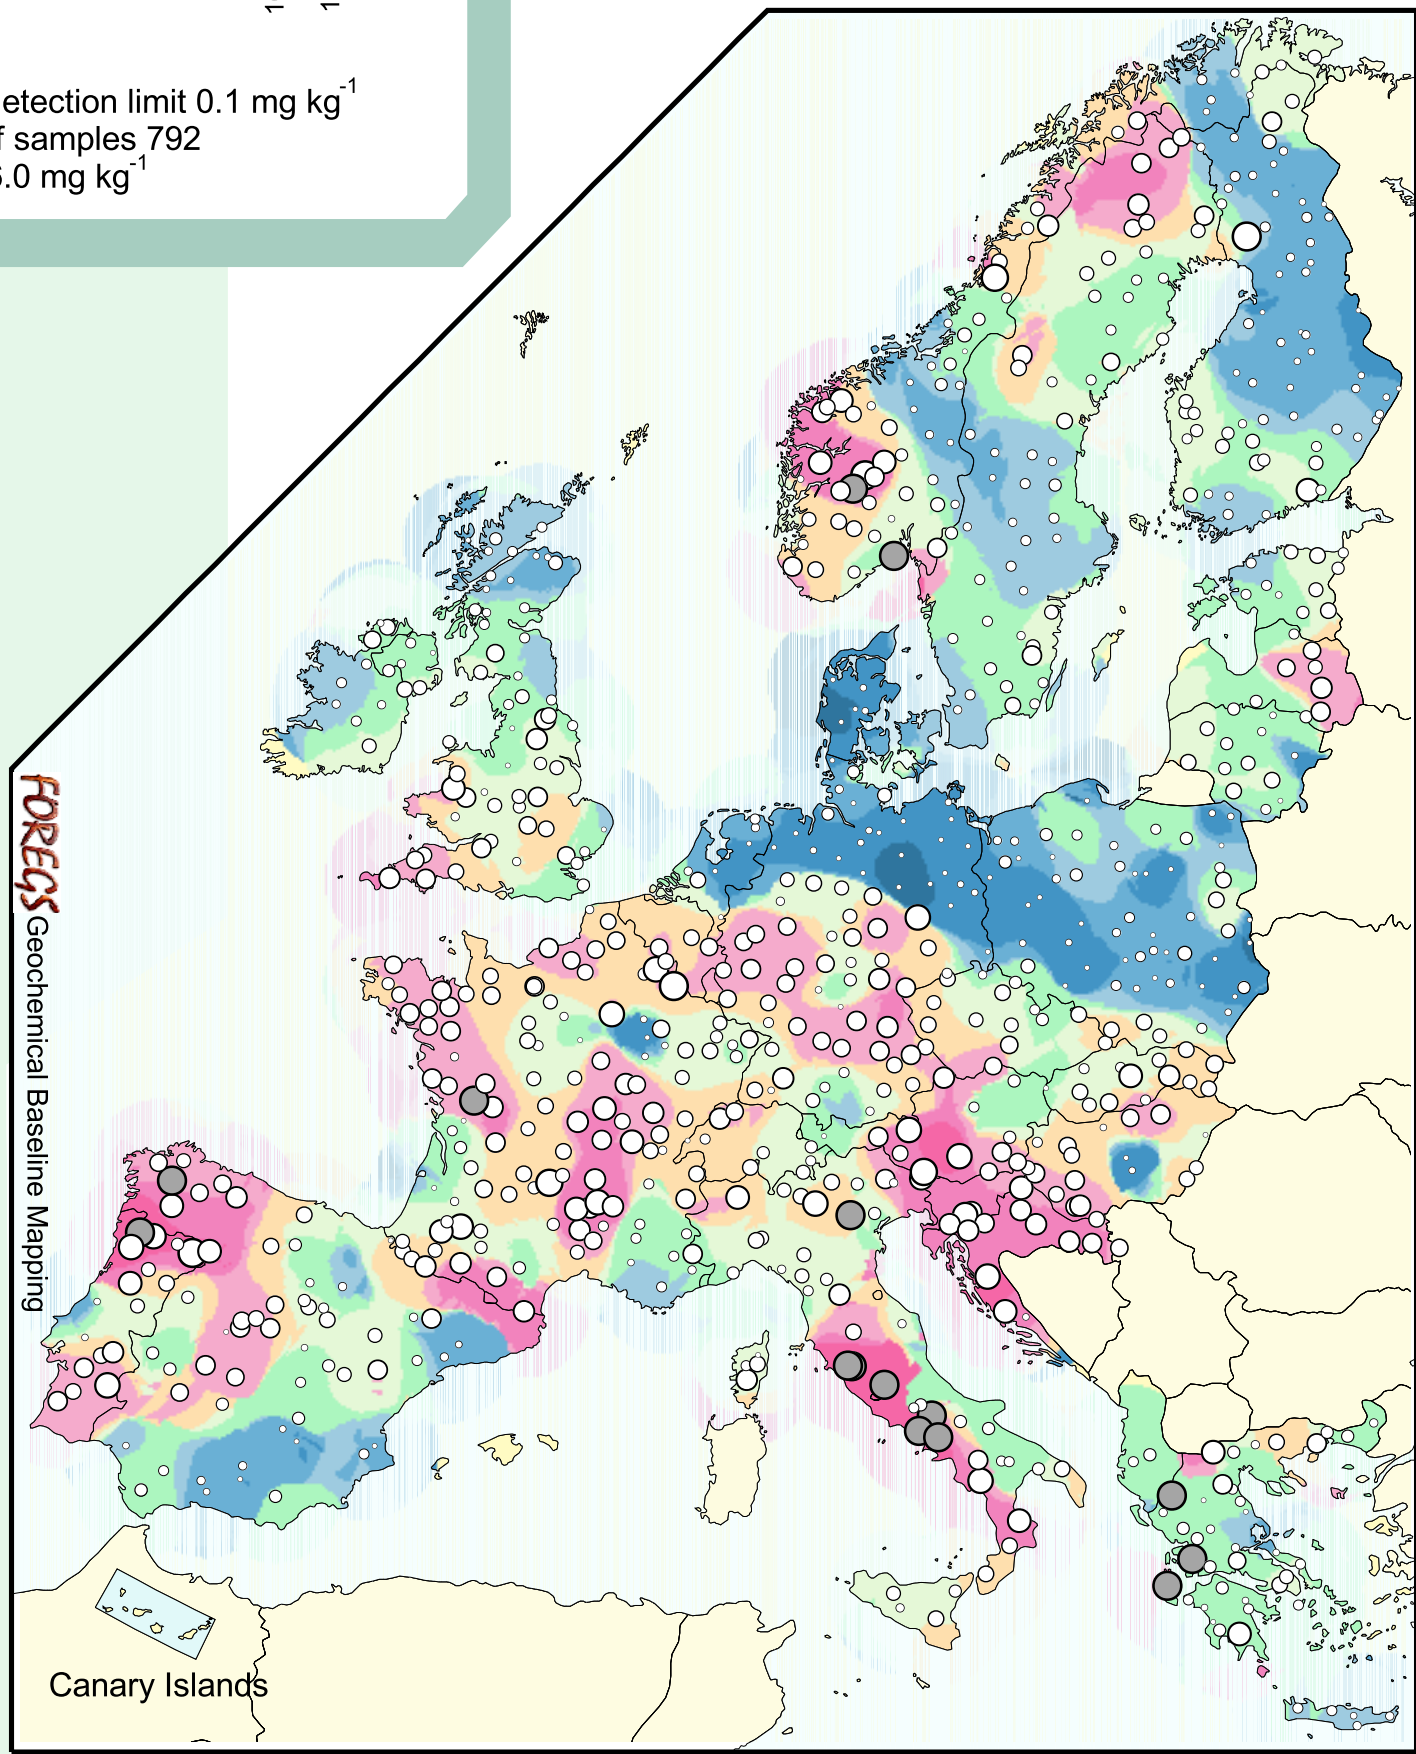 etection limit 0.1 mg kg-1
f samples 792
6.0 mg kg-1
FOREGS Geochemical Baseline Mapping
Canary Islands